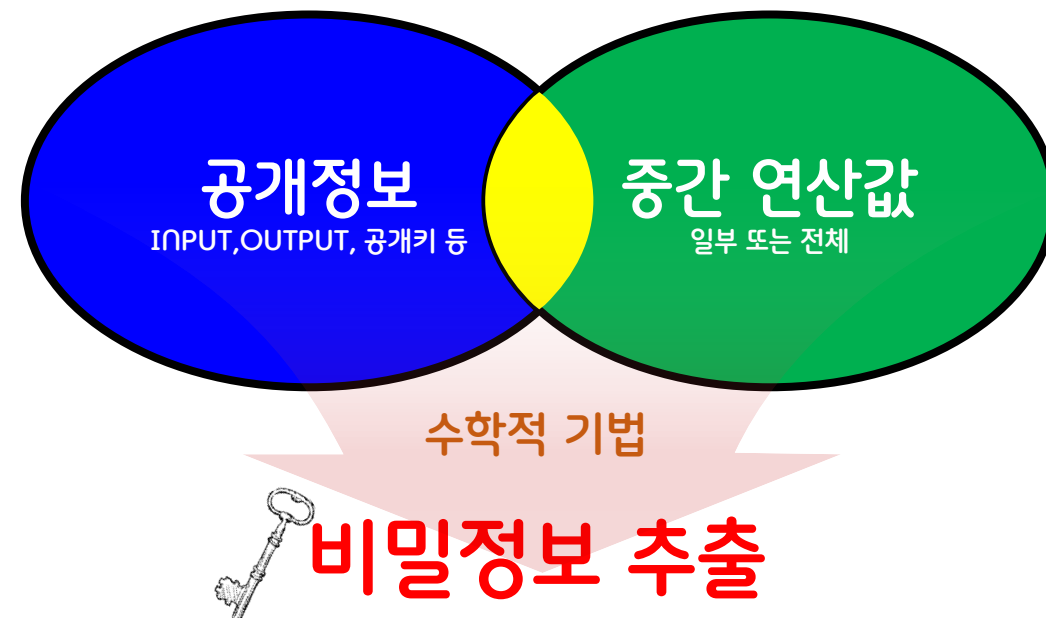 공개정보
INPUT,OUTPUT, 공개키 등
중간 연산값
일부 또는 전체
수학적 기법
비밀정보 추출